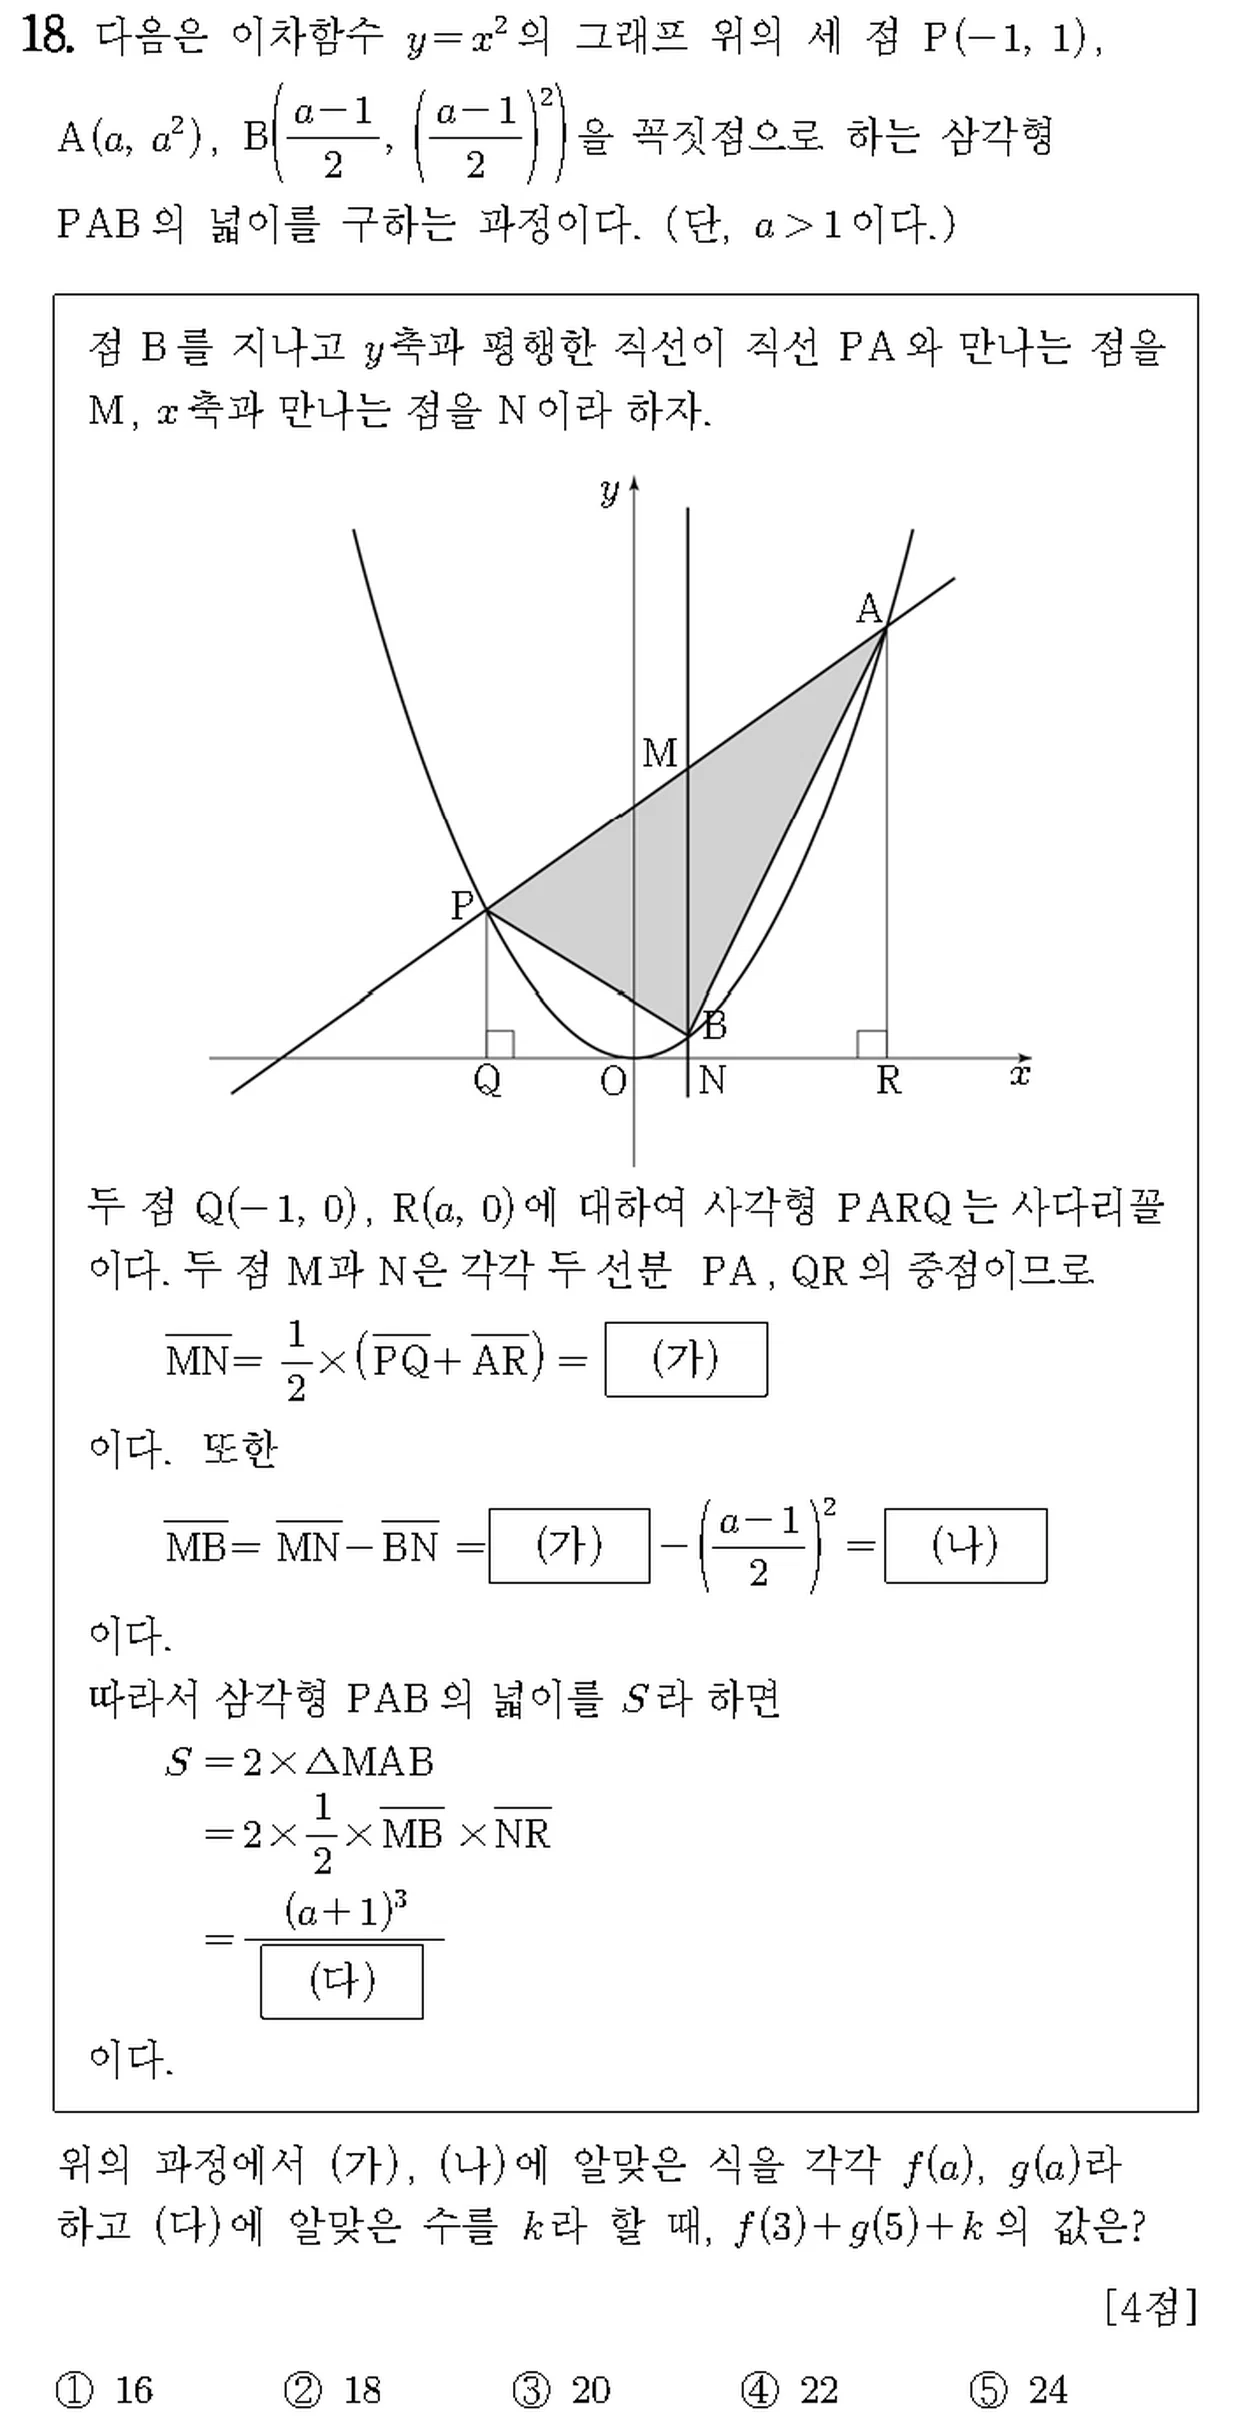 18. 다음은 이차함수 y=x²의 그래프 위의 세 점 P(−1, 1),
A(a, a²), B((a−1)/2, ((a−1)/2)²)을 꼭짓점으로 하는 삼각형
PAB의 넓이를 구하는 과정이다. (단, a>1이다.)
점 B를 지나고 y축과 평행한 직선이 직선 PA와 만나는 점을
M, x축과 만나는 점을 N이라 하자.
y
A
M
P
B
Q O N R x
두 점 Q(−1, 0), R(a, 0)에 대하여 사각형 PARQ는 사다리꼴
이다. 두 점 M과 N은 각각 두 선분 PA, QR의 중점이므로
M̅N̅= 1/2×(P̅Q̅+A̅R̅) = (가)
이다. 또한
M̅B̅= M̅N̅−B̅N̅ = (가) −((a−1)/2)² = (나)
이다.
따라서 삼각형 PAB의 넓이를 S라 하면
S =2×△MAB
=2×1/2×M̅B̅×N̅R̅
= (a+1)³/(다)
이다.
위의 과정에서 (가), (나)에 알맞은 식을 각각 f(a), g(a)라
하고 (다)에 알맞은 수를 k라 할 때, f(3)+g(5)+k의 값은?
[4점]
① 16 ② 18 ③ 20 ④ 22 ⑤ 24